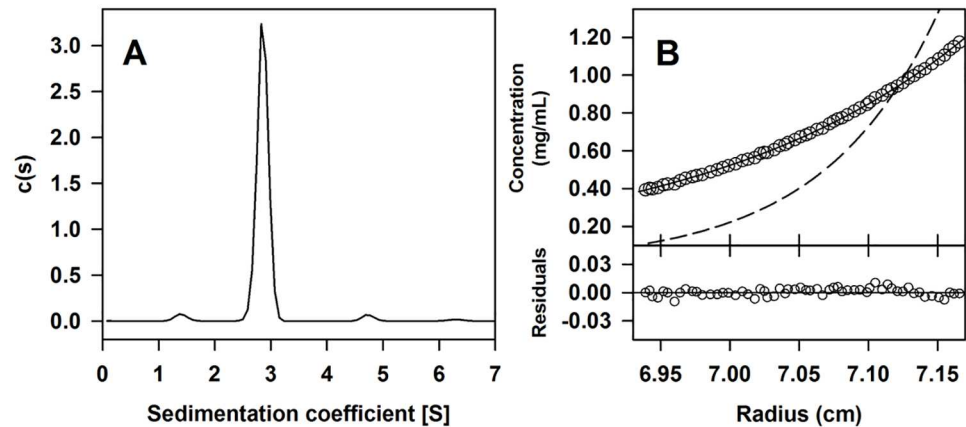 A
c(s)
3.0
2.5
2.0
1.5
1.0
0.5
0.0
0 1 2 3 4 5 6 7
Sedimentation coefficient [S]
B
Concentration
(mg/mL)
1.20
1.00
0.80
0.60
0.40
0.20
Residuals
0.03
0.00
-0.03
6.95 7.00 7.05 7.10 7.15
Radius (cm)